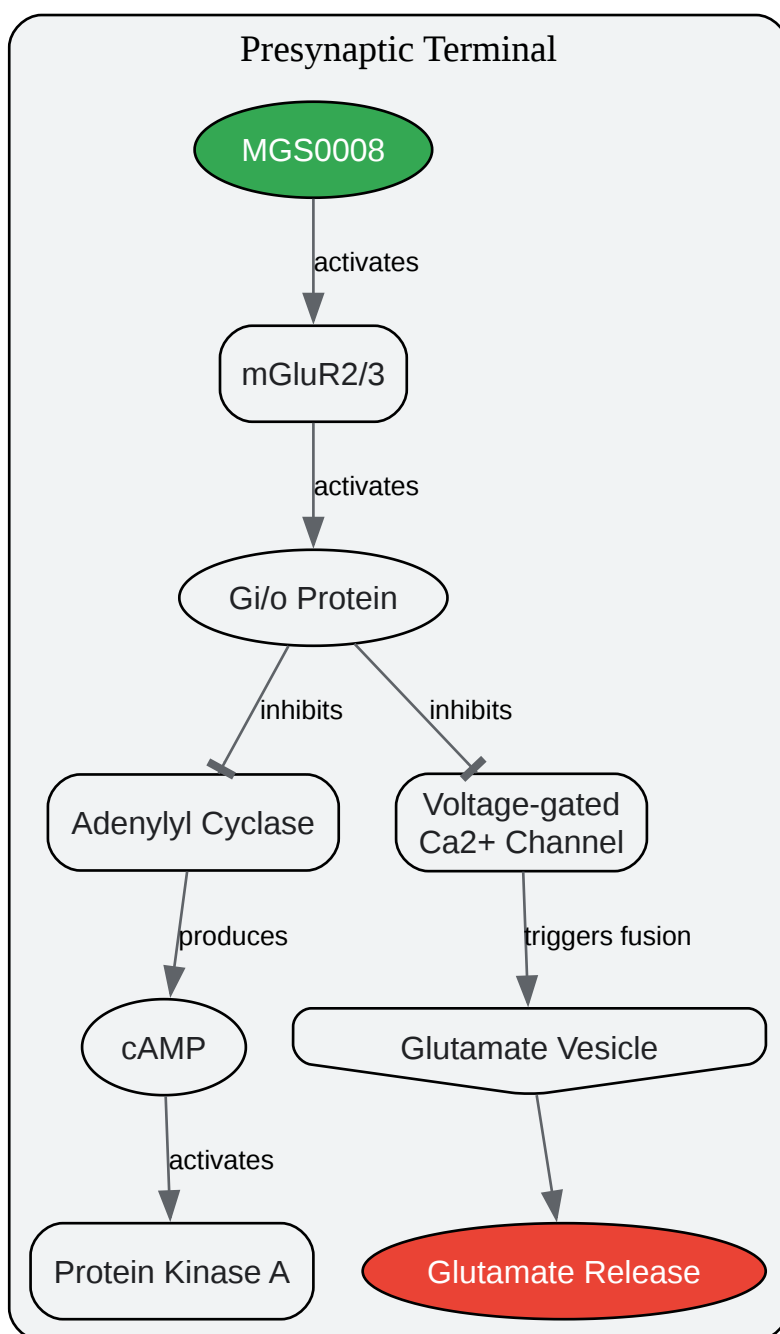 Presynaptic Terminal
MGS0008
activates
mGluR2/3
activates
Gi/o Protein
inhibits
inhibits
Adenylyl Cyclase
Voltage-gated
Ca2+ Channel
produces
triggers fusion
cAMP
Glutamate Vesicle
activates
Protein Kinase A
Glutamate Release